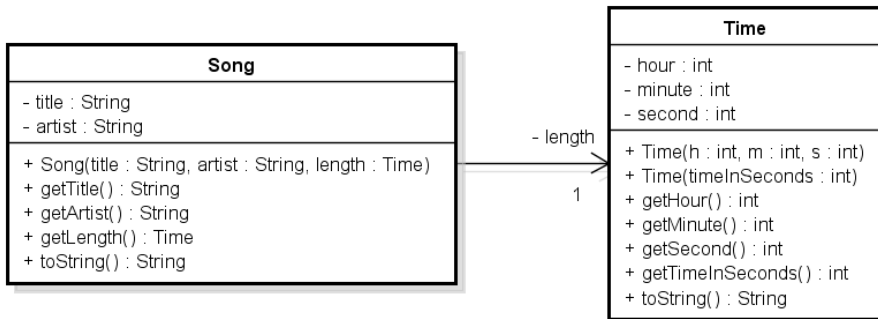 Song
- title : String
- artist : String
+ Song(title : String, artist : String, length : Time)
+ getTitle() : String
+ getArtist() : String
+ getLength() : Time
+ toString() : String
- length
1
Time
- hour : int
- minute : int
- second : int
+ Time(h : int, m : int, s : int)
+ Time(timeInSeconds : int)
+ getHour() : int
+ getMinute() : int
+ getSecond() : int
+ getTimeInSeconds() : int
+ toString() : String